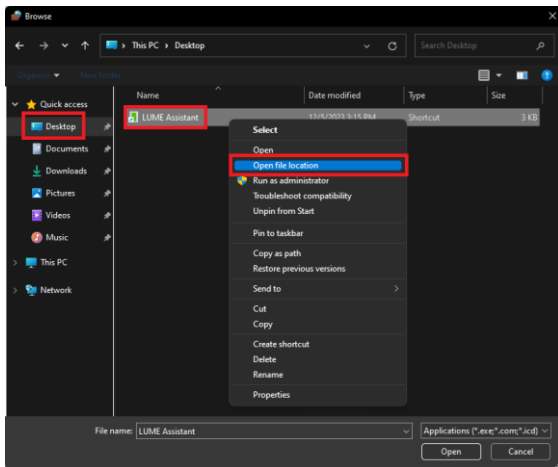 Browse
This PC > Desktop
Search Desktop
Organize
New folder
Name
Date modified
Type
Size
Quick access
LUME Assistant
12/5/2023 3:15 PM
Shortcut
3 KB
Desktop
Documents
Downloads
Pictures
Videos
Music
This PC
Network
Select
Open
Open file location
Run as administrator
Troubleshoot compatibility
Unpin from Start
Pin to taskbar
Copy as path
Restore previous versions
Send to
Cut
Copy
Create shortcut
Delete
Rename
Properties
File name:
LUME Assistant
Applications (*.exe;*.com;*.icd)
Open
Cancel